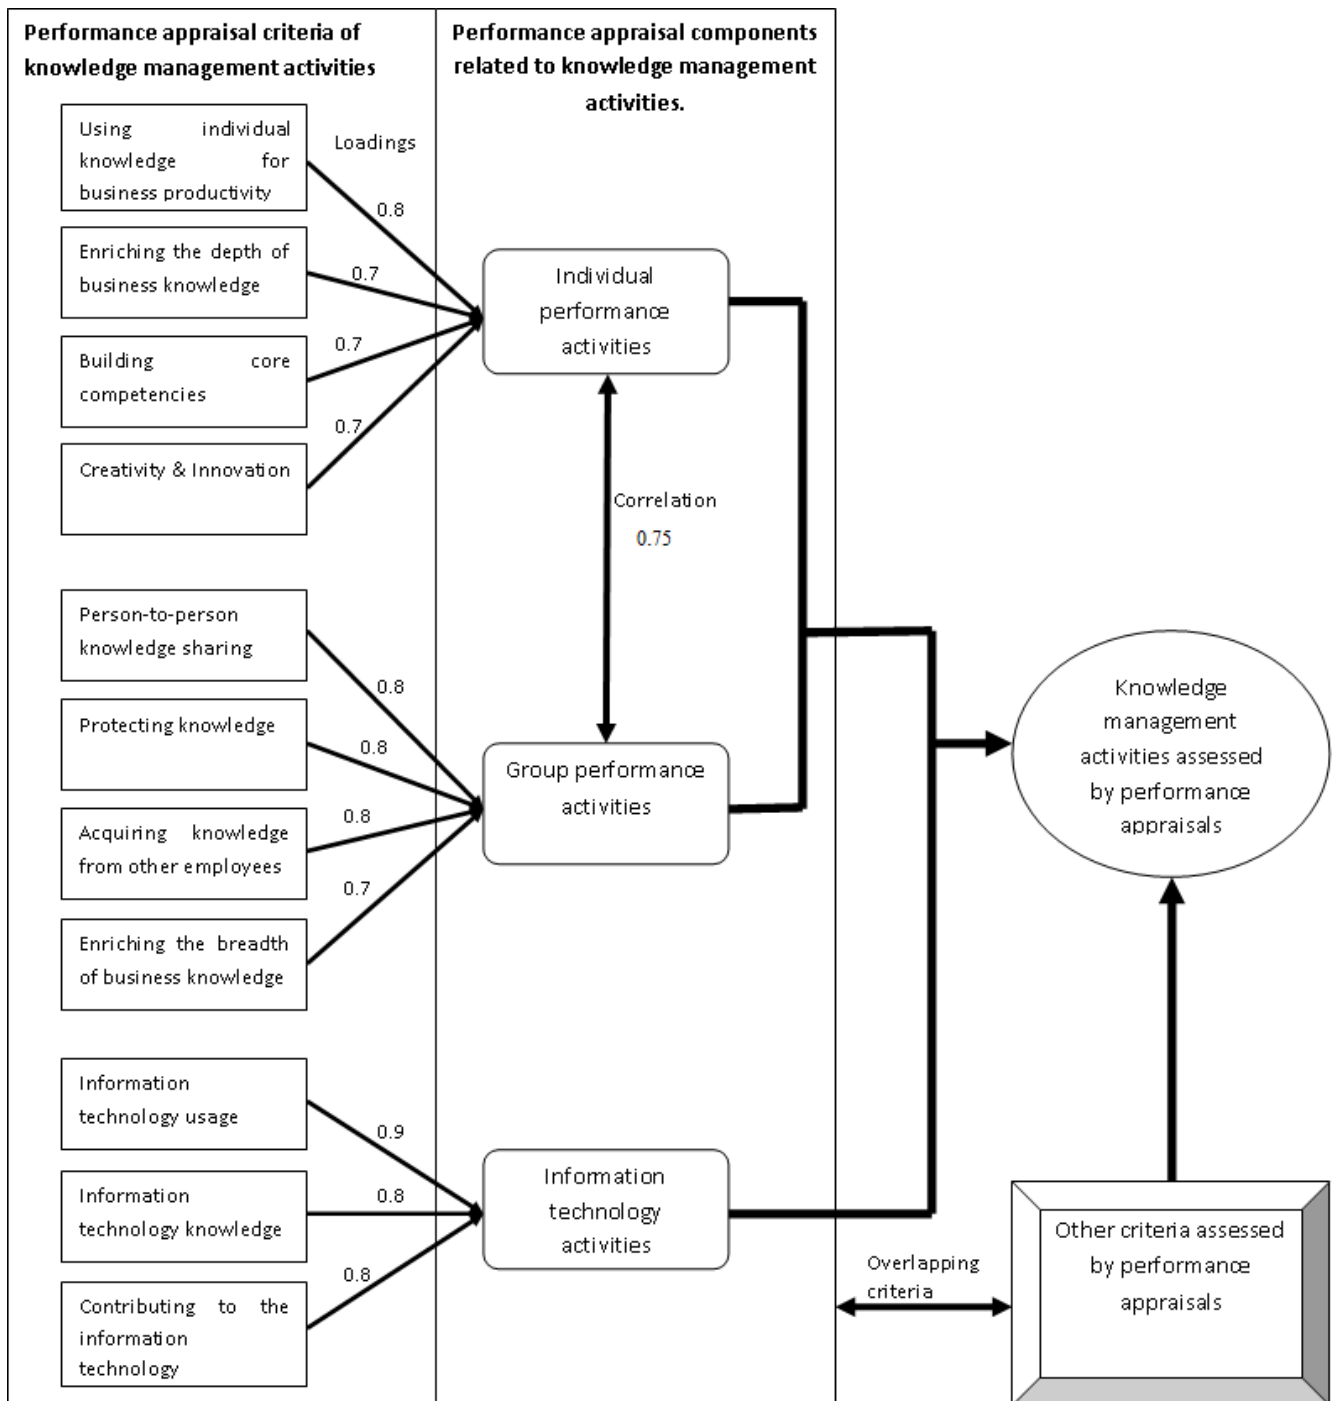 Performance appraisal criteria of
knowledge management activities
Performance appraisal components
related to knowledge management
activities.
Loadings
Using individual
knowledge for
business productivity
0.8
Enriching the depth of
business knowledge
0.7
Building core
competencies
0.7
Creativity & Innovation
0.7
Individual
performance
activities
Correlation
0.75
Person-to-person
knowledge sharing
0.8
Protecting knowledge
0.8
Acquiring knowledge
from other employees
0.8
Enriching the breadth
of business knowledge
0.7
Group performance
activities
Knowledge
management
activities assessed
by performance
appraisals
Information
technology usage
0.9
Information
technology knowledge
0.8
Contributing to the
information
technology
0.8
Information
technology
activities
Overlapping
criteria
Other criteria assessed
by performance
appraisals